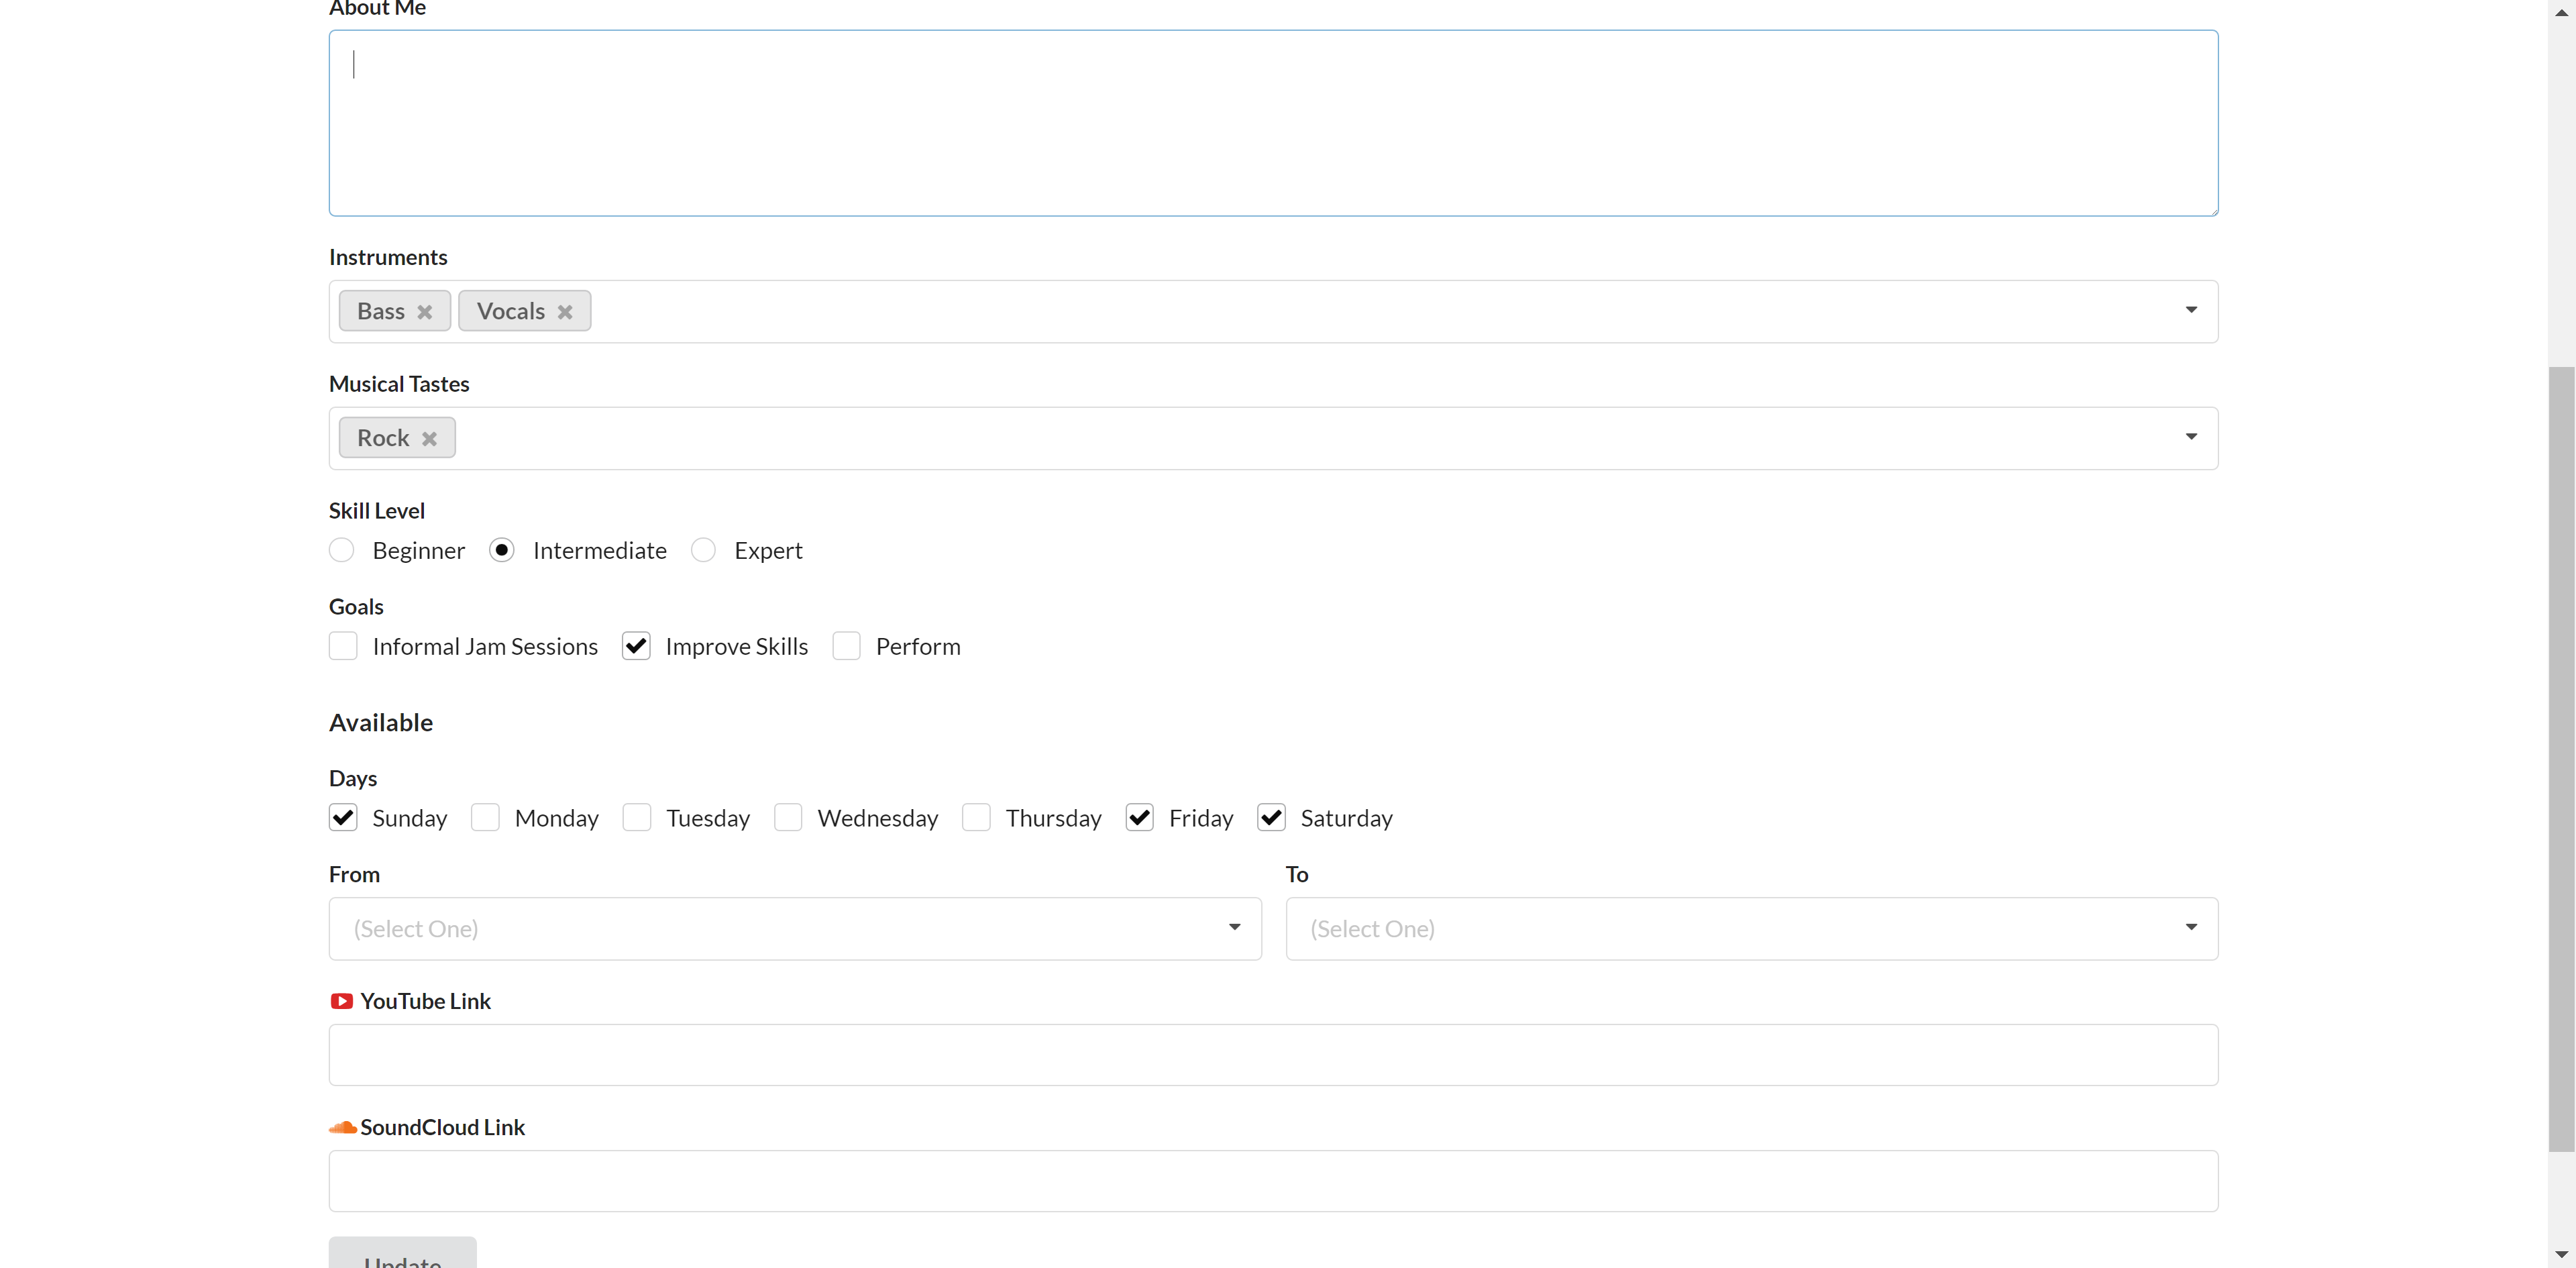 About Me
Instruments
Bass Vocals
Musical Tastes
Rock
Skill Level
Beginner Intermediate Expert
Goals
Informal Jam Sessions Improve Skills Perform
Available
Days
Sunday Monday Tuesday Wednesday Thursday Friday Saturday
From To
(Select One) (Select One)
YouTube Link
SoundCloud Link
Update